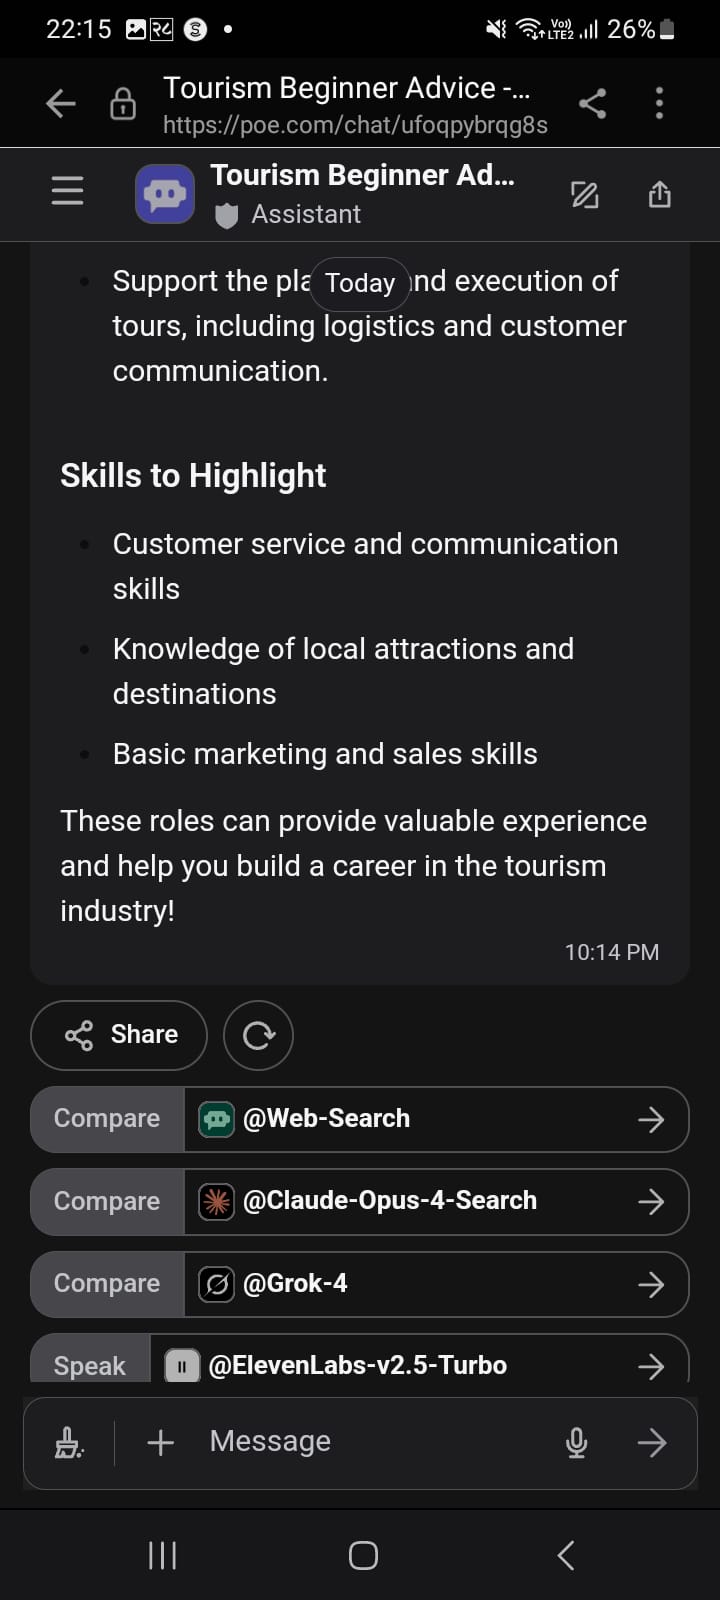 22:15
२८
Vo))
LTE2
26%
Tourism Beginner Advice -...
https://poe.com/chat/ufoqpybrqg8s
Tourism Beginner Ad...
Assistant
Today
Support the pla nd execution of
tours, including logistics and customer
communication.
Skills to Highlight
Customer service and communication
skills
Knowledge of local attractions and
destinations
Basic marketing and sales skills
These roles can provide valuable experience
and help you build a career in the tourism
industry!
10:14 PM
Share
Compare @Web-Search
Compare @Claude-Opus-4-Search
Compare @Grok-4
Speak @ElevenLabs-v2.5-Turbo
Message